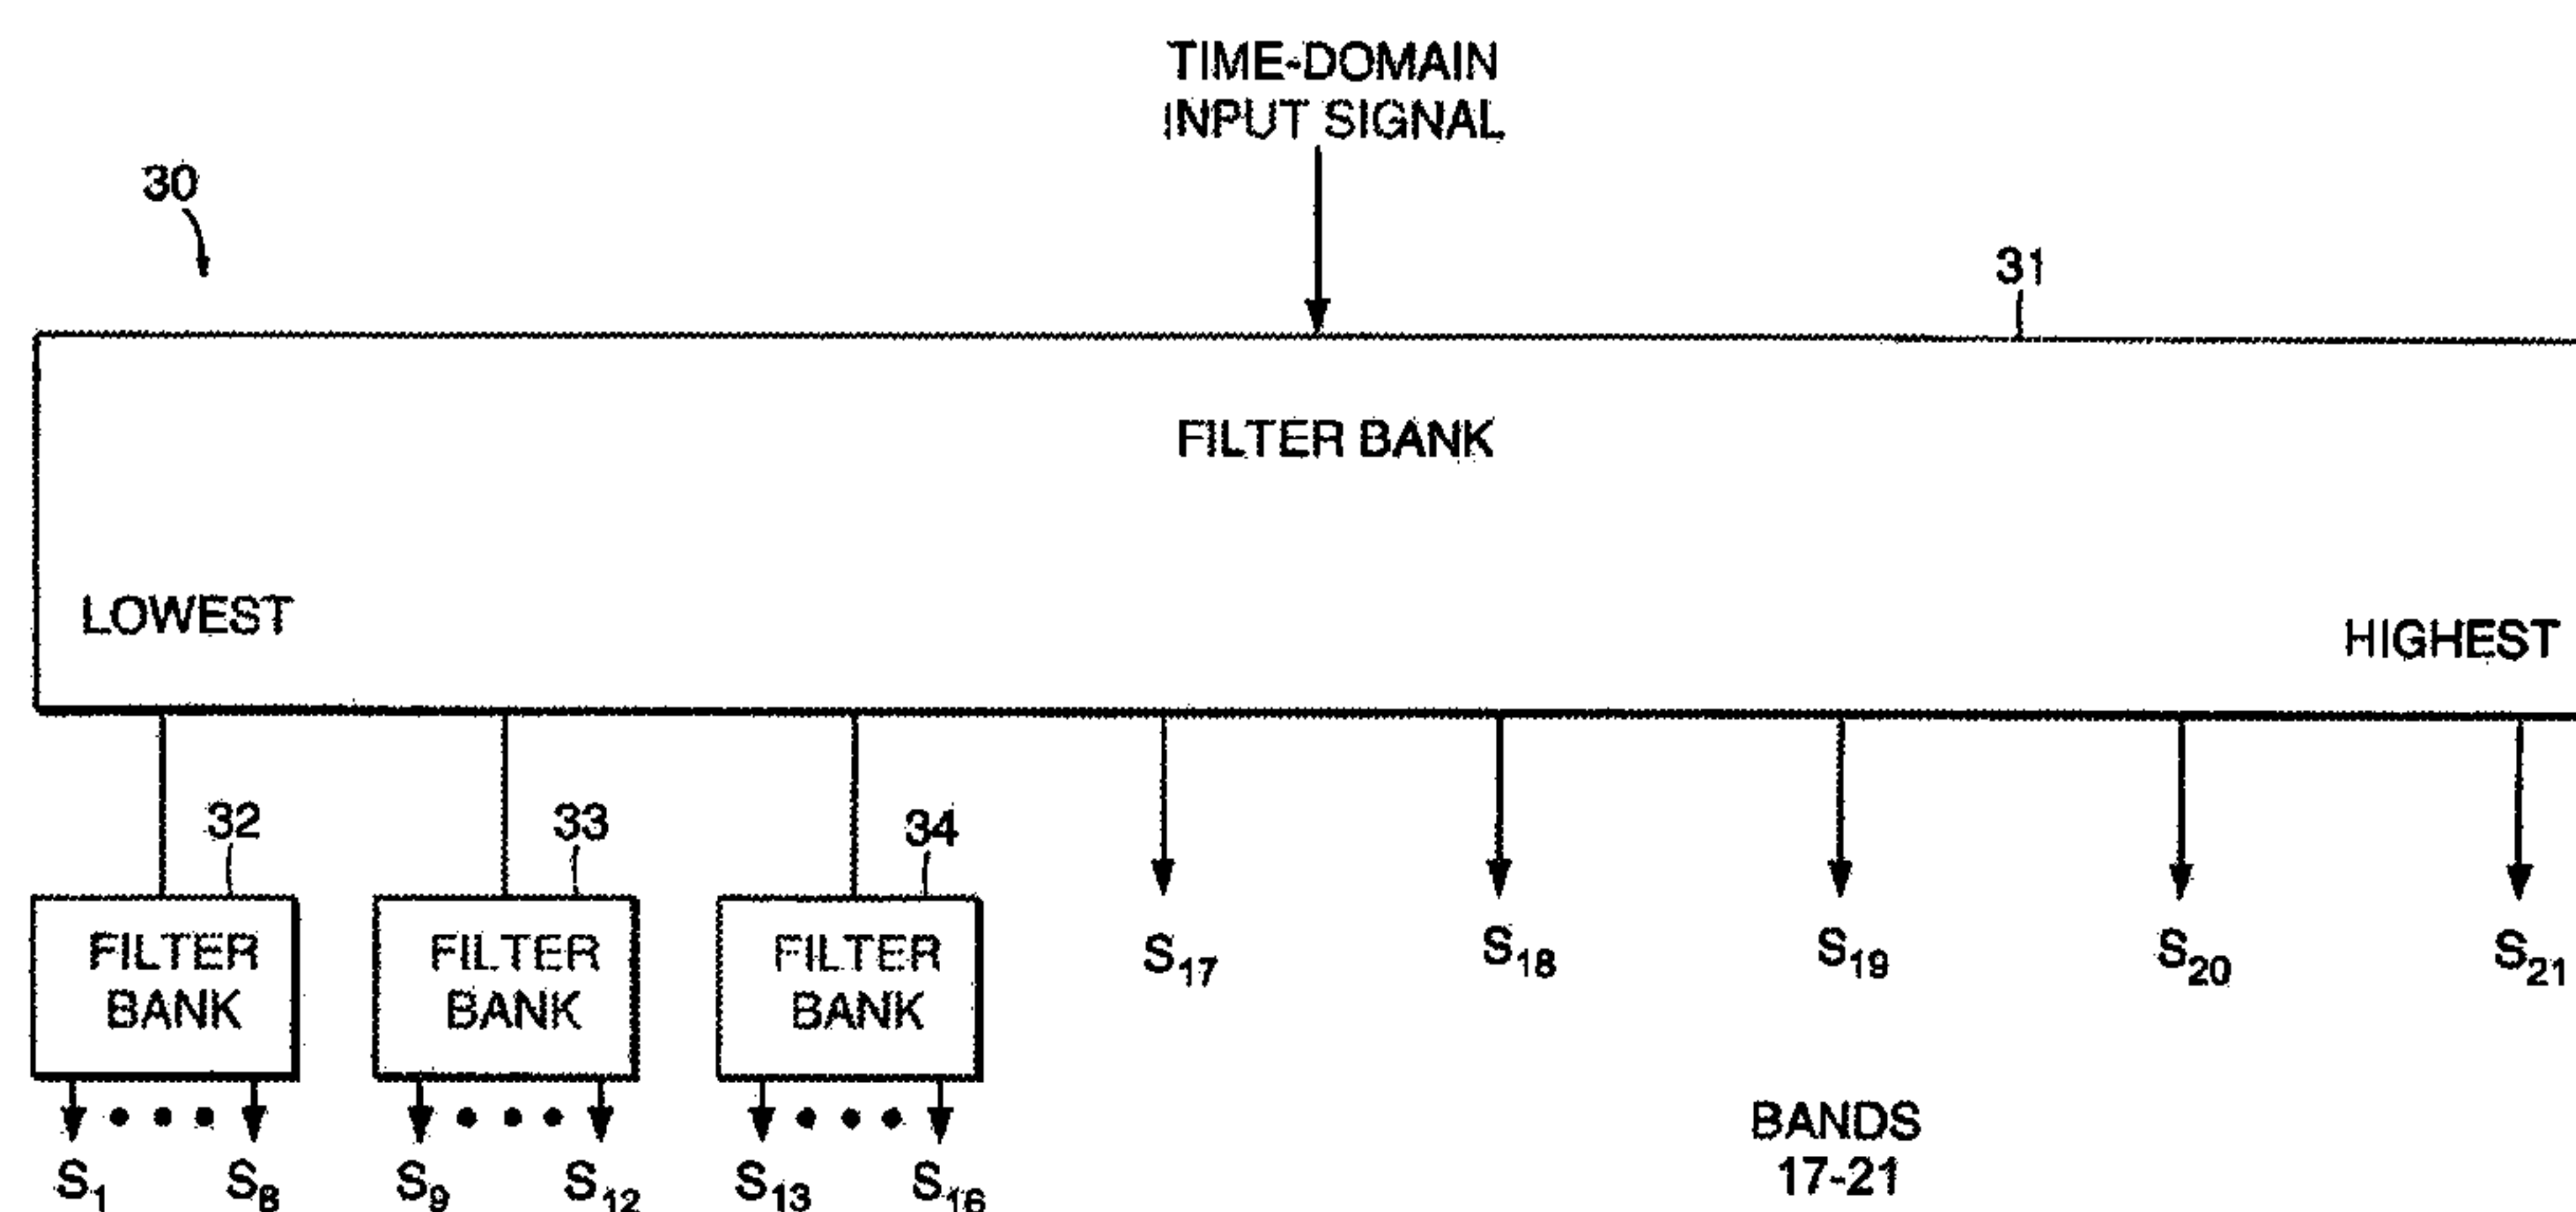 TIME-DOMAIN
INPUT SIGNAL
30
31
FILTER BANK
LOWEST
HIGHEST
32
33
34
FILTER
BANK
FILTER
BANK
FILTER
BANK
S17
S18
S19
S20
S21
S1
S8
S9
S12
S13
S16
BANDS
17-21